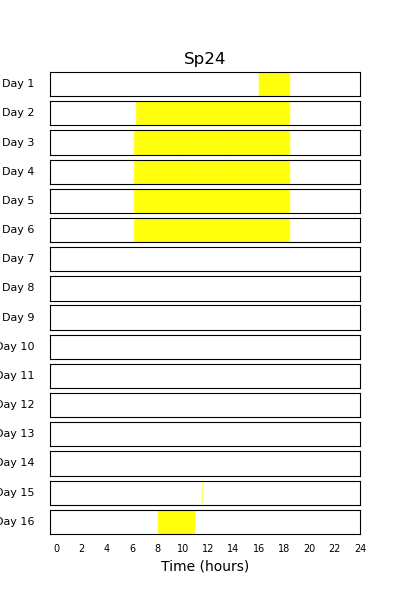 Sp24
Day 1
Day 2
Day 3
Day 4
Day 5
Day 6
Day 7
Day 8
Day 9
Day 10
Day 11
Day 12
Day 13
Day 14
Day 15
Day 16
0 2 4 6 8 10 12 14 16 18 20 22 24
Time (hours)